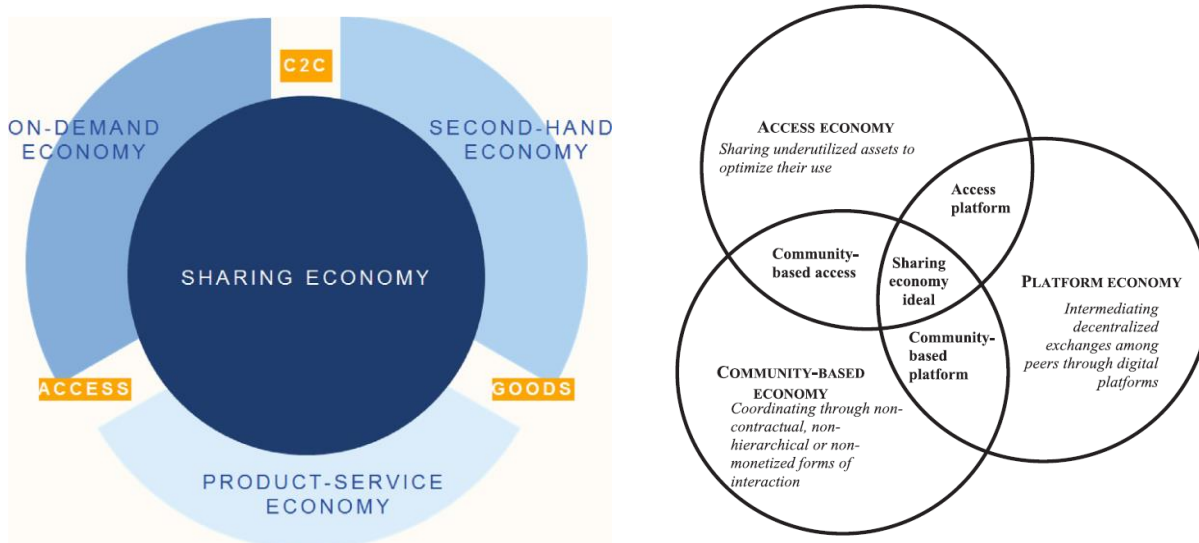 C2C
ON-DEMAND
ECONOMY
SECOND-HAND
ECONOMY
SHARING ECONOMY
ACCESS
GOODS
PRODUCT-SERVICE
ECONOMY
ACCESS ECONOMY
Sharing underutilized assets to
optimize their use
Access
platform
Community-
based access
Sharing
economy
ideal
PLATFORM ECONOMY
Intermediating
decentralized
exchanges among
peers through digital
platforms
Community-
based
platform
COMMUNITY-BASED
ECONOMY
Coordinating through non-
contractual, non-
hierarchical or non-
monetized forms of
interaction